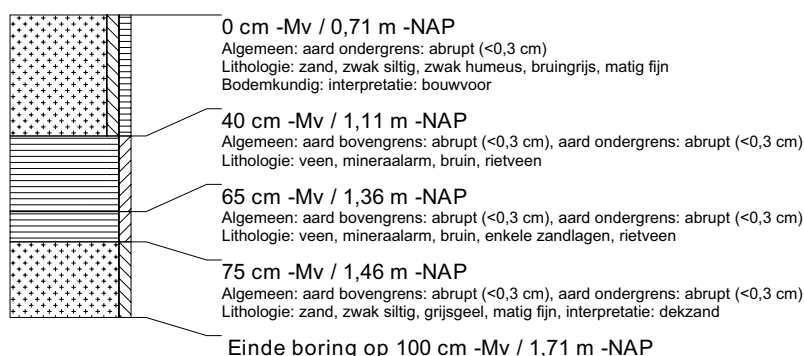 0 cm -Mv / 0,71 m -NAP
Algemeen: aard ondergrens: abrupt (<0,3 cm)
Lithologie: zand, zwak siltig, zwak humeus, bruingrijs, matig fijn
Bodemkundig: interpretatie: bouwvoor
40 cm -Mv / 1,11 m -NAP
Algemeen: aard bovengrens: abrupt (<0,3 cm), aard ondergrens: abrupt (<0,3 cm)
Lithologie: veen, mineraalarm, bruin, rietveen
65 cm -Mv / 1,36 m -NAP
Algemeen: aard bovengrens: abrupt (<0,3 cm), aard ondergrens: abrupt (<0,3 cm)
Lithologie: veen, mineraalarm, bruin, enkele zandlagen, rietveen
75 cm -Mv / 1,46 m -NAP
Algemeen: aard bovengrens: abrupt (<0,3 cm), aard ondergrens: abrupt (<0,3 cm)
Lithologie: zand, zwak siltig, grijsgeel, matig fijn, interpretatie: dekzand
Einde boring op 100 cm -Mv / 1,71 m -NAP